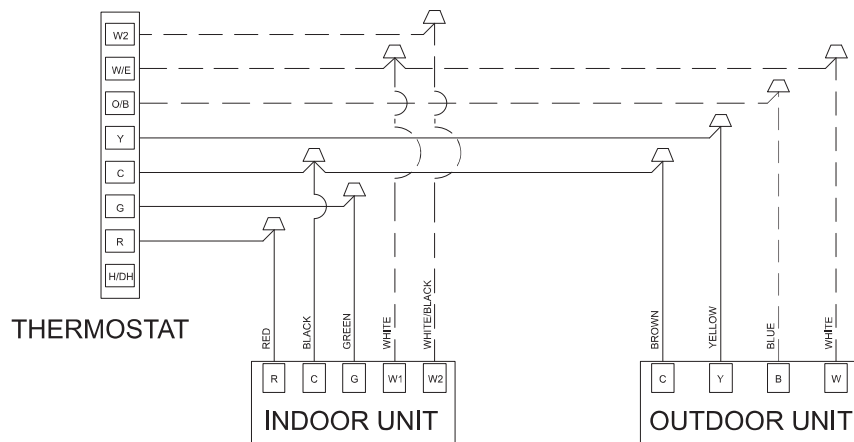 W2
W/E
O/B
Y
C
G
R
H/DH
THERMOSTAT
RED
BLACK
GREEN
WHITE
WHITE/BLACK
BROWN
YELLOW
BLUE
WHITE
R C G W1 W2
C Y B W
INDOOR UNIT
OUTDOOR UNIT